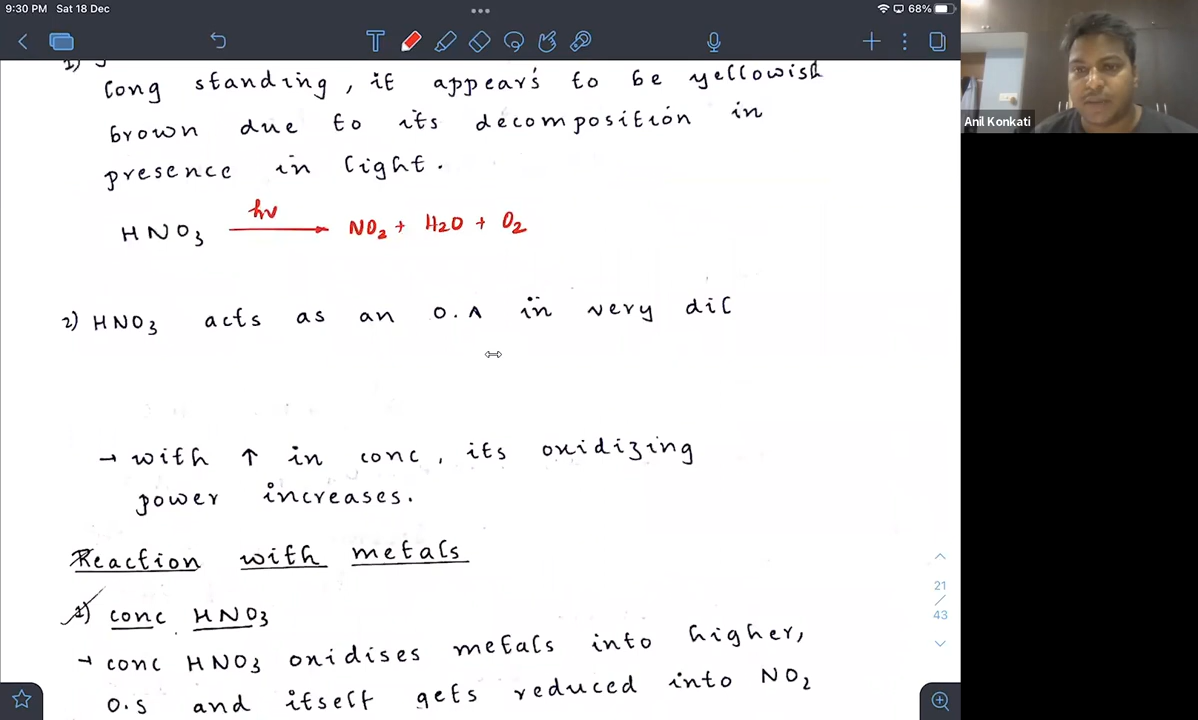 9:30 PM Sat 18 Dec
68%
1)
long standing, it appears to be yellowish
brown due to its decomposition in
presence in light.
HNO3 hν → NO2 + H2O + O2
2) HNO3 acts as an O.A in very dil
→ with ↑ in conc, its oxidizing
power increases.
Reaction with metals
1) conc HNO3
→ conc HNO3 oxidises metals into higher,
O.S and itself gets reduced into NO2
21
/
43
Anil Konkati